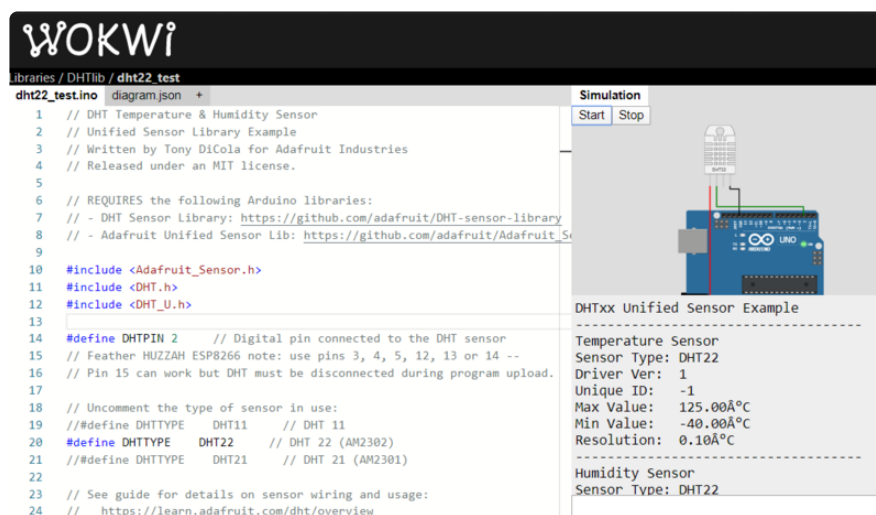 WOKWi
Libraries / DHTlib / dht22_test
dht22_test.ino diagram.json +
1 // DHT Temperature & Humidity Sensor
2 // Unified Sensor Library Example
3 // Written by Tony DiCola for Adafruit Industries
4 // Released under an MIT license.
5
6 // REQUIRES the following Arduino libraries:
7 // - DHT Sensor Library: https://github.com/adafruit/DHT-sensor-library
8 // - Adafruit Unified Sensor Lib: https://github.com/adafruit/Adafruit_Se
9
10 #include <Adafruit_Sensor.h>
11 #include <DHT.h>
12 #include <DHT_U.h>
13
14 #define DHTPIN 2 // Digital pin connected to the DHT sensor
15 // Feather HUZZAH ESP8266 note: use pins 3, 4, 5, 12, 13 or 14 --
16 // Pin 15 can work but DHT must be disconnected during program upload.
17
18 // Uncomment the type of sensor in use:
19 //#define DHTTYPE DHT11 // DHT 11
20 #define DHTTYPE DHT22 // DHT 22 (AM2302)
21 //#define DHTTYPE DHT21 // DHT 21 (AM2301)
22
23 // See guide for details on sensor wiring and usage:
24 // https://learn.adafruit.com/dht/overview
Simulation
Start Stop
DHT22
UNO
ARDUINO
DHTxx Unified Sensor Example
------------------------------------
Temperature Sensor
Sensor Type: DHT22
Driver Ver: 1
Unique ID: -1
Max Value: 125.00Â°C
Min Value: -40.00Â°C
Resolution: 0.10Â°C
------------------------------------
Humidity Sensor
Sensor Type: DHT22